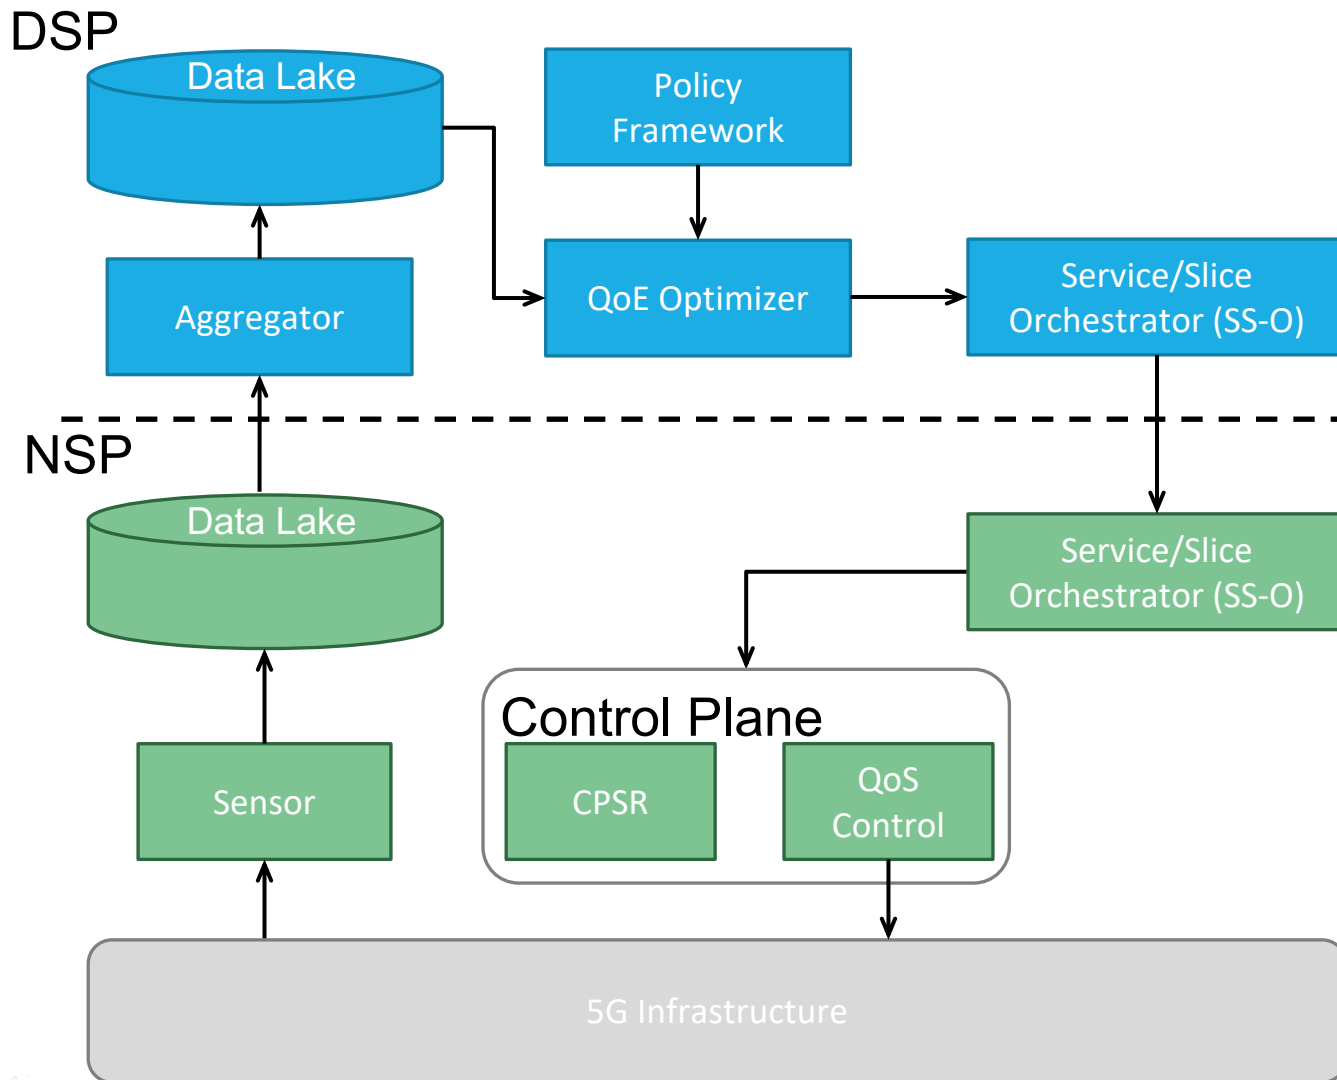 DSP
Data Lake
Policy
Framework
Aggregator
QoE Optimizer
Service/Slice
Orchestrator (SS-O)
NSP
Data Lake
Service/Slice
Orchestrator (SS-O)
Control Plane
Sensor
CPSR
QoS
Control
5G Infrastructure